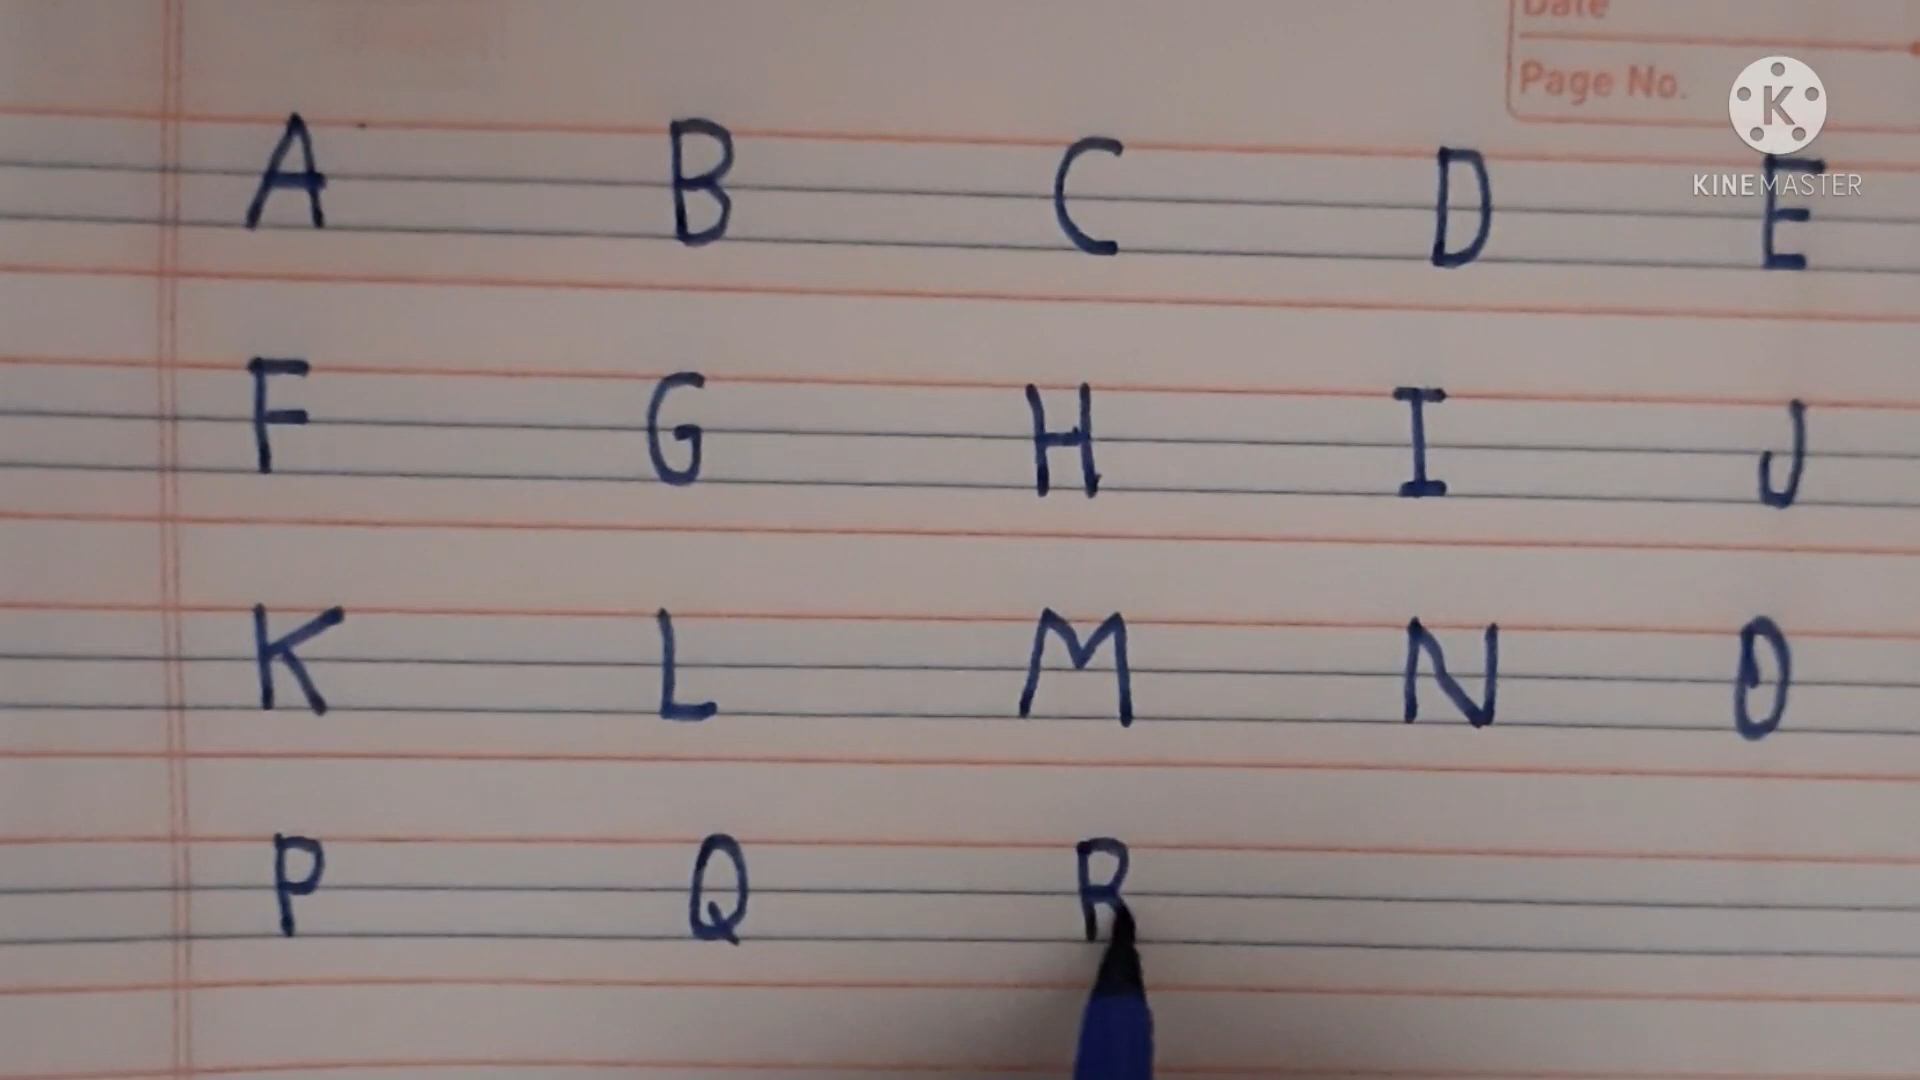 Date
Page No.
KINEMASTER
A B C D E
F G H I J
K L M N O
P Q R